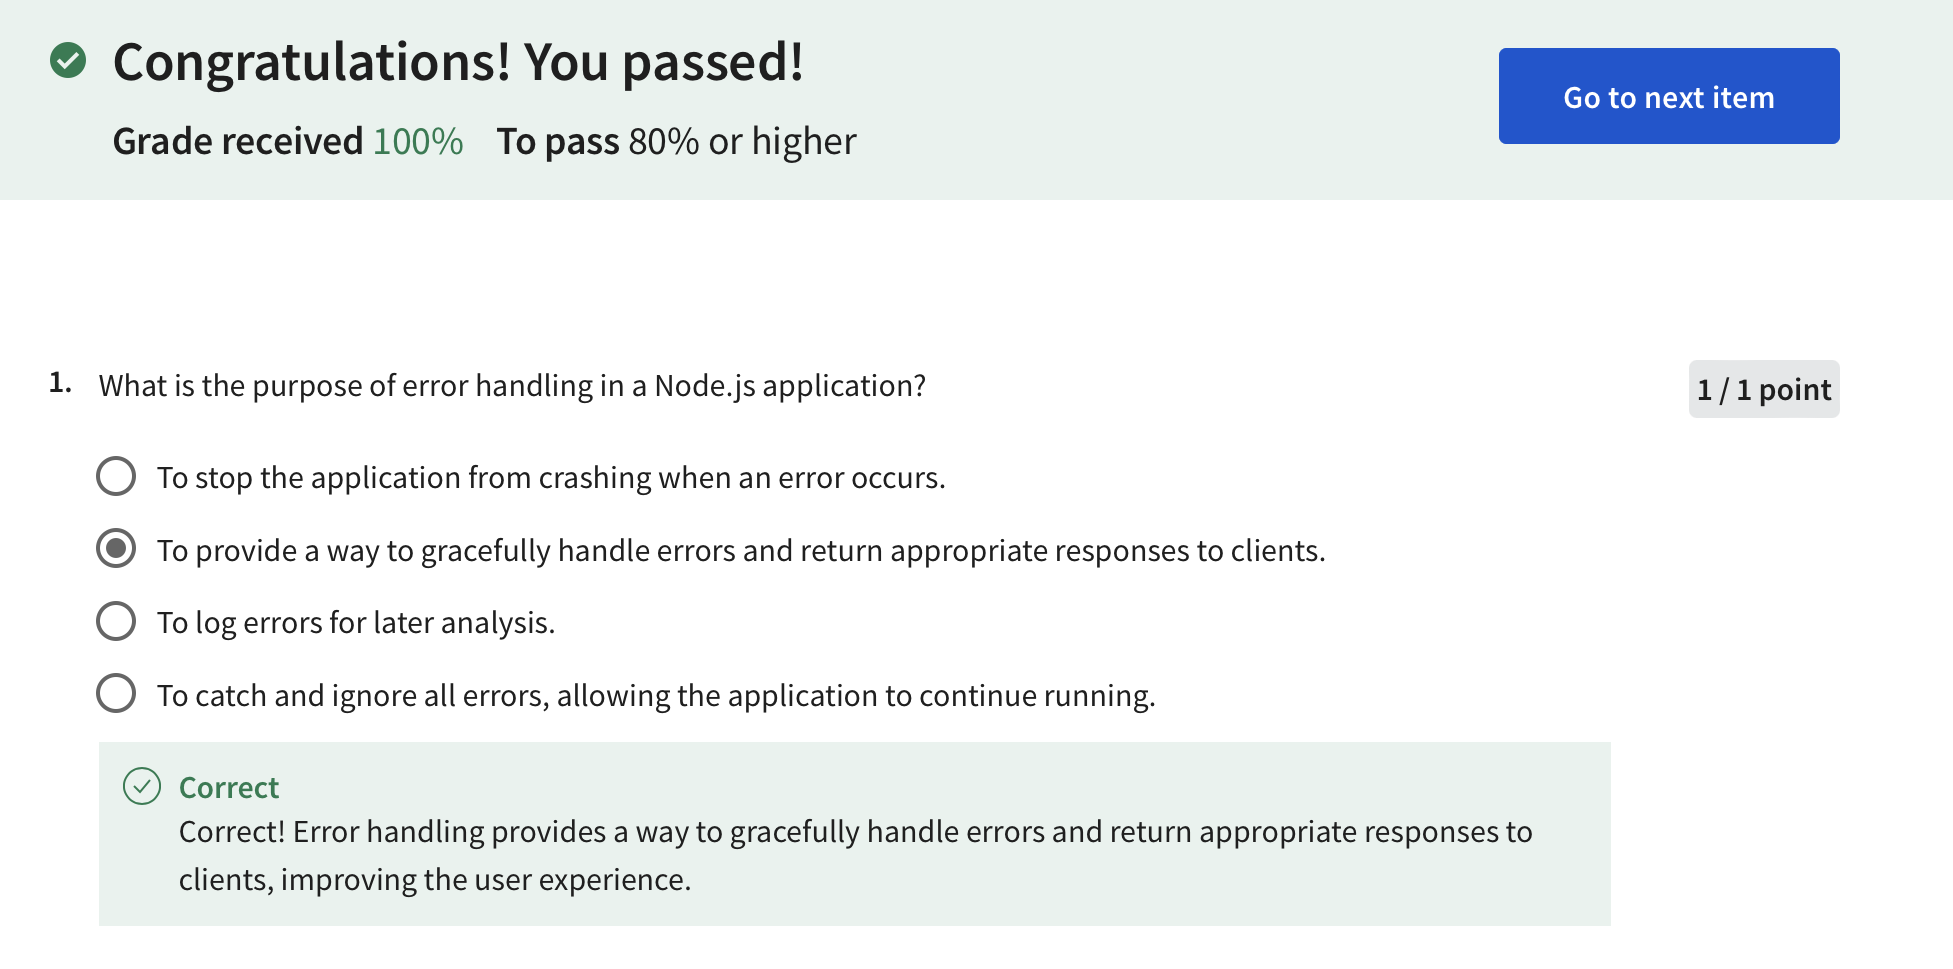 Congratulations! You passed!
Go to next item
Grade received 100% To pass 80% or higher
1. What is the purpose of error handling in a Node.js application?
1 / 1 point
To stop the application from crashing when an error occurs.
To provide a way to gracefully handle errors and return appropriate responses to clients.
To log errors for later analysis.
To catch and ignore all errors, allowing the application to continue running.
Correct
Correct! Error handling provides a way to gracefully handle errors and return appropriate responses to
clients, improving the user experience.